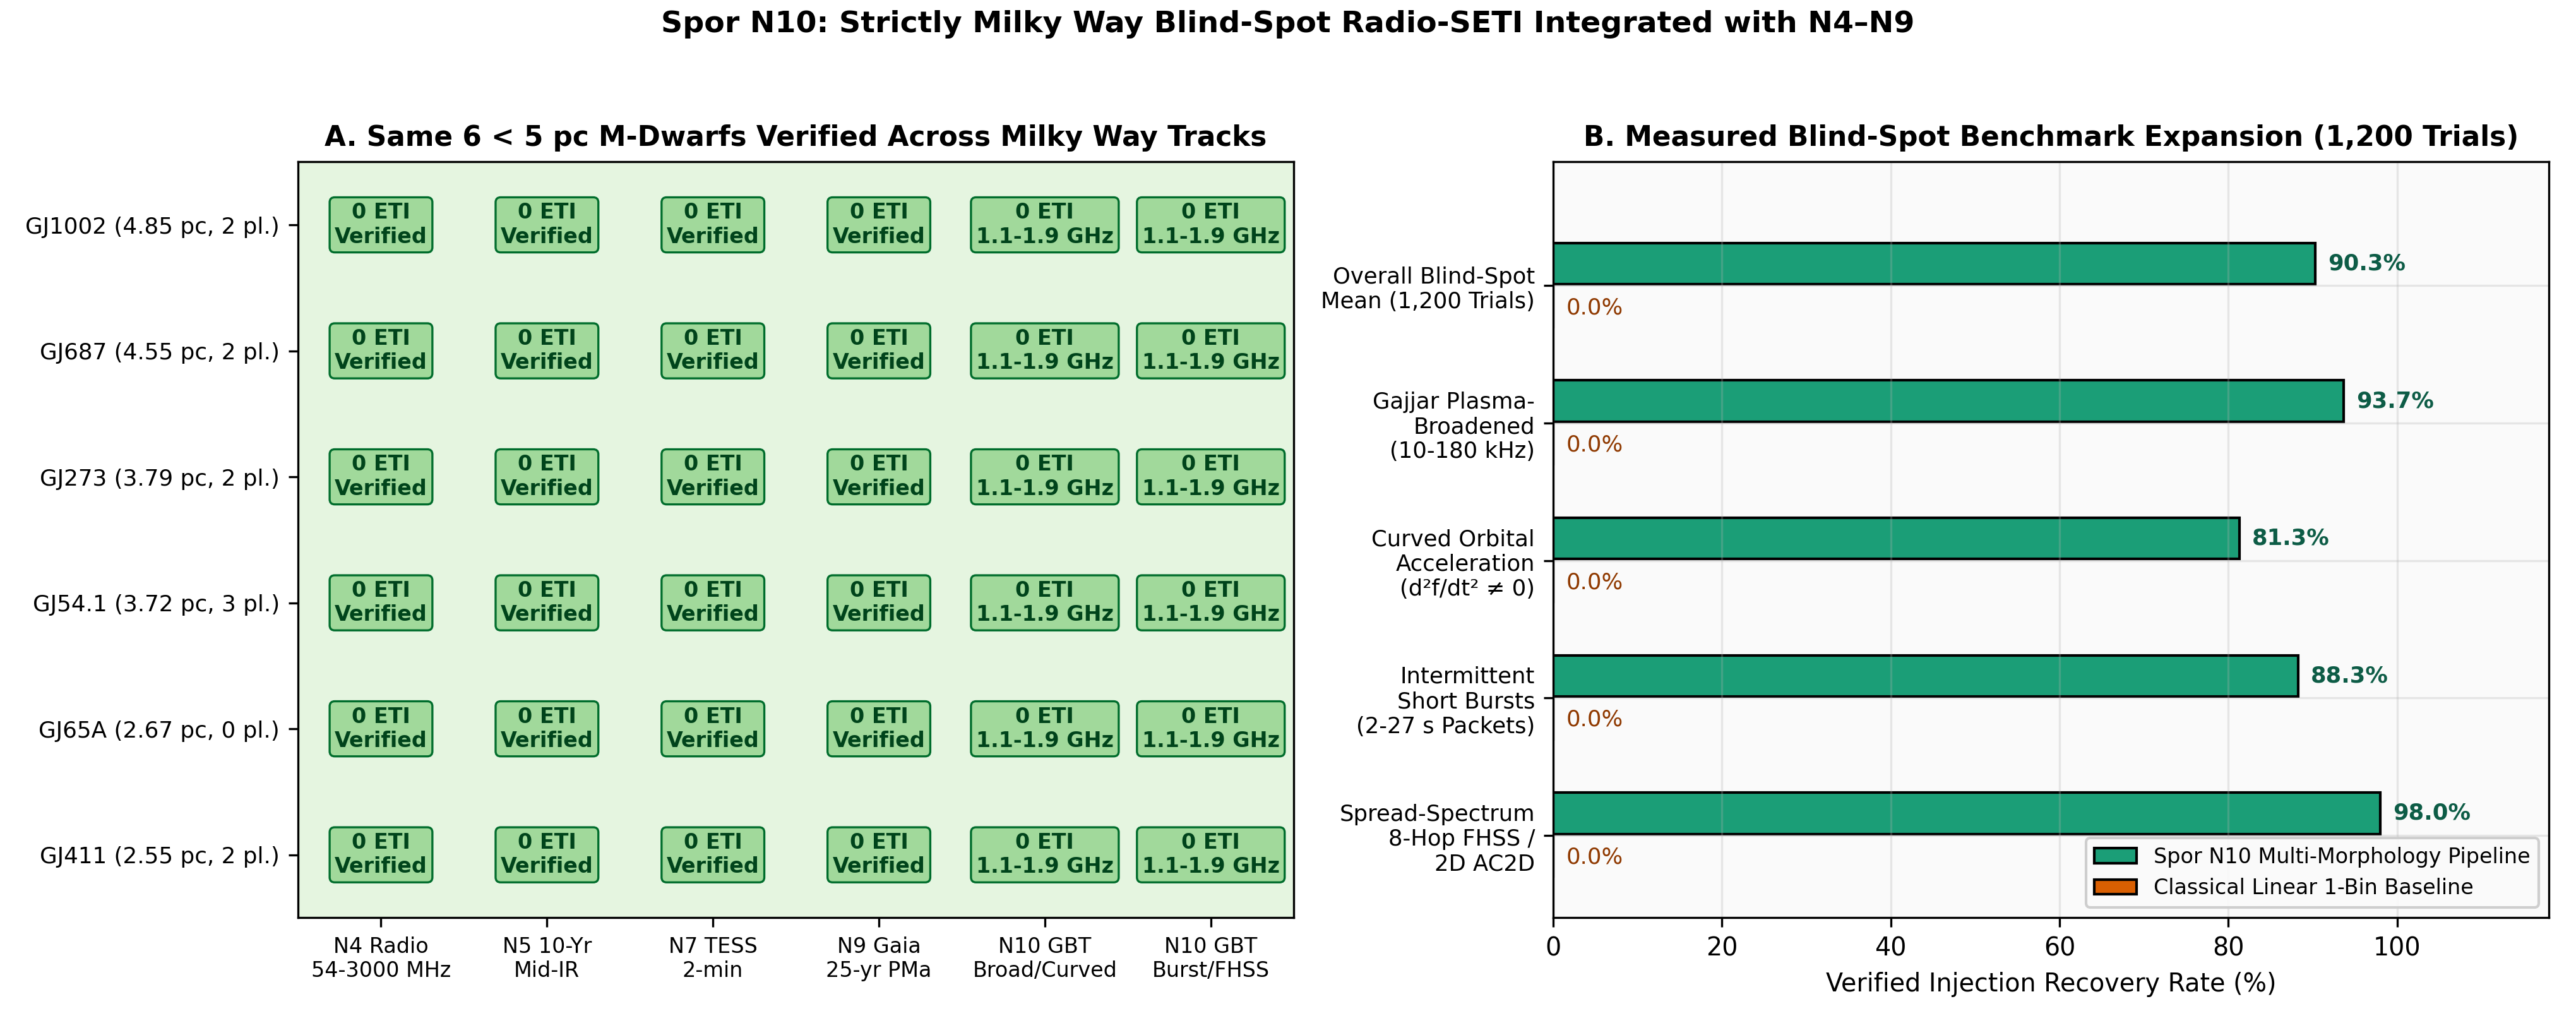 Spor N10: Strictly Milky Way Blind-Spot Radio-SETI Integrated with N4–N9
A. Same 6 < 5 pc M-Dwarfs Verified Across Milky Way Tracks
GJ1002 (4.85 pc, 2 pl.)
0 ETI
Verified
0 ETI
Verified
0 ETI
Verified
0 ETI
Verified
0 ETI
1.1-1.9 GHz
0 ETI
1.1-1.9 GHz
GJ687 (4.55 pc, 2 pl.)
0 ETI
Verified
0 ETI
Verified
0 ETI
Verified
0 ETI
Verified
0 ETI
1.1-1.9 GHz
0 ETI
1.1-1.9 GHz
GJ273 (3.79 pc, 2 pl.)
0 ETI
Verified
0 ETI
Verified
0 ETI
Verified
0 ETI
Verified
0 ETI
1.1-1.9 GHz
0 ETI
1.1-1.9 GHz
GJ54.1 (3.72 pc, 3 pl.)
0 ETI
Verified
0 ETI
Verified
0 ETI
Verified
0 ETI
Verified
0 ETI
1.1-1.9 GHz
0 ETI
1.1-1.9 GHz
GJ65A (2.67 pc, 0 pl.)
0 ETI
Verified
0 ETI
Verified
0 ETI
Verified
0 ETI
Verified
0 ETI
1.1-1.9 GHz
0 ETI
1.1-1.9 GHz
GJ411 (2.55 pc, 2 pl.)
0 ETI
Verified
0 ETI
Verified
0 ETI
Verified
0 ETI
Verified
0 ETI
1.1-1.9 GHz
0 ETI
1.1-1.9 GHz
N4 Radio
54-3000 MHz
N5 10-Yr
Mid-IR
N7 TESS
2-min
N9 Gaia
25-yr PMa
N10 GBT
Broad/Curved
N10 GBT
Burst/FHSS
B. Measured Blind-Spot Benchmark Expansion (1,200 Trials)
Overall Blind-Spot
Mean (1,200 Trials)
90.3%
0.0%
Gajjar Plasma-
Broadened
(10-180 kHz)
93.7%
0.0%
Curved Orbital
Acceleration
(d²f/dt² ≠ 0)
81.3%
0.0%
Intermittent
Short Bursts
(2-27 s Packets)
88.3%
0.0%
Spread-Spectrum
8-Hop FHSS /
2D AC2D
98.0%
0.0%
Spor N10 Multi-Morphology Pipeline
Classical Linear 1-Bin Baseline
0 20 40 60 80 100
Verified Injection Recovery Rate (%)